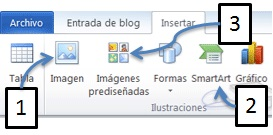 Archivo Entrada de blog Insertar 3
Tabla Imagen Imágenes prediseñadas Formas SmartArt Gráfico
Ilustraciones
1 2